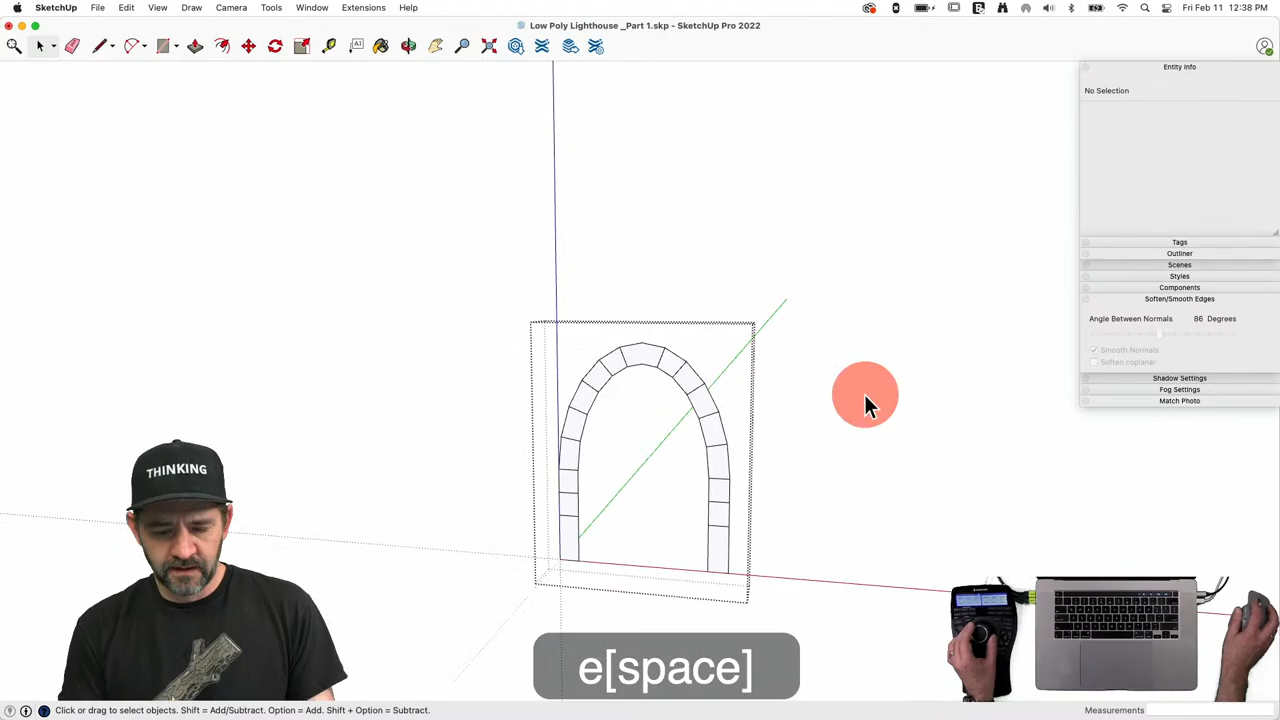 SketchUp File Edit View Draw Camera Tools Window Extensions Help Fri Feb 11 12:38 PM
Low Poly Lighthouse _Part 1.skp - SketchUp Pro 2022
Entity Info
No Selection
Tags
Outliner
Scenes
Styles
Components
Soften/Smooth Edges
Angle Between Normals 86 Degrees
Smooth Normals
Soften coplanar
Shadow Settings
Fog Settings
Match Photo
THINKING
e[space]
Click or drag to select objects. Shift = Add/Subtract. Option = Add. Shift + Option = Subtract. Measurements